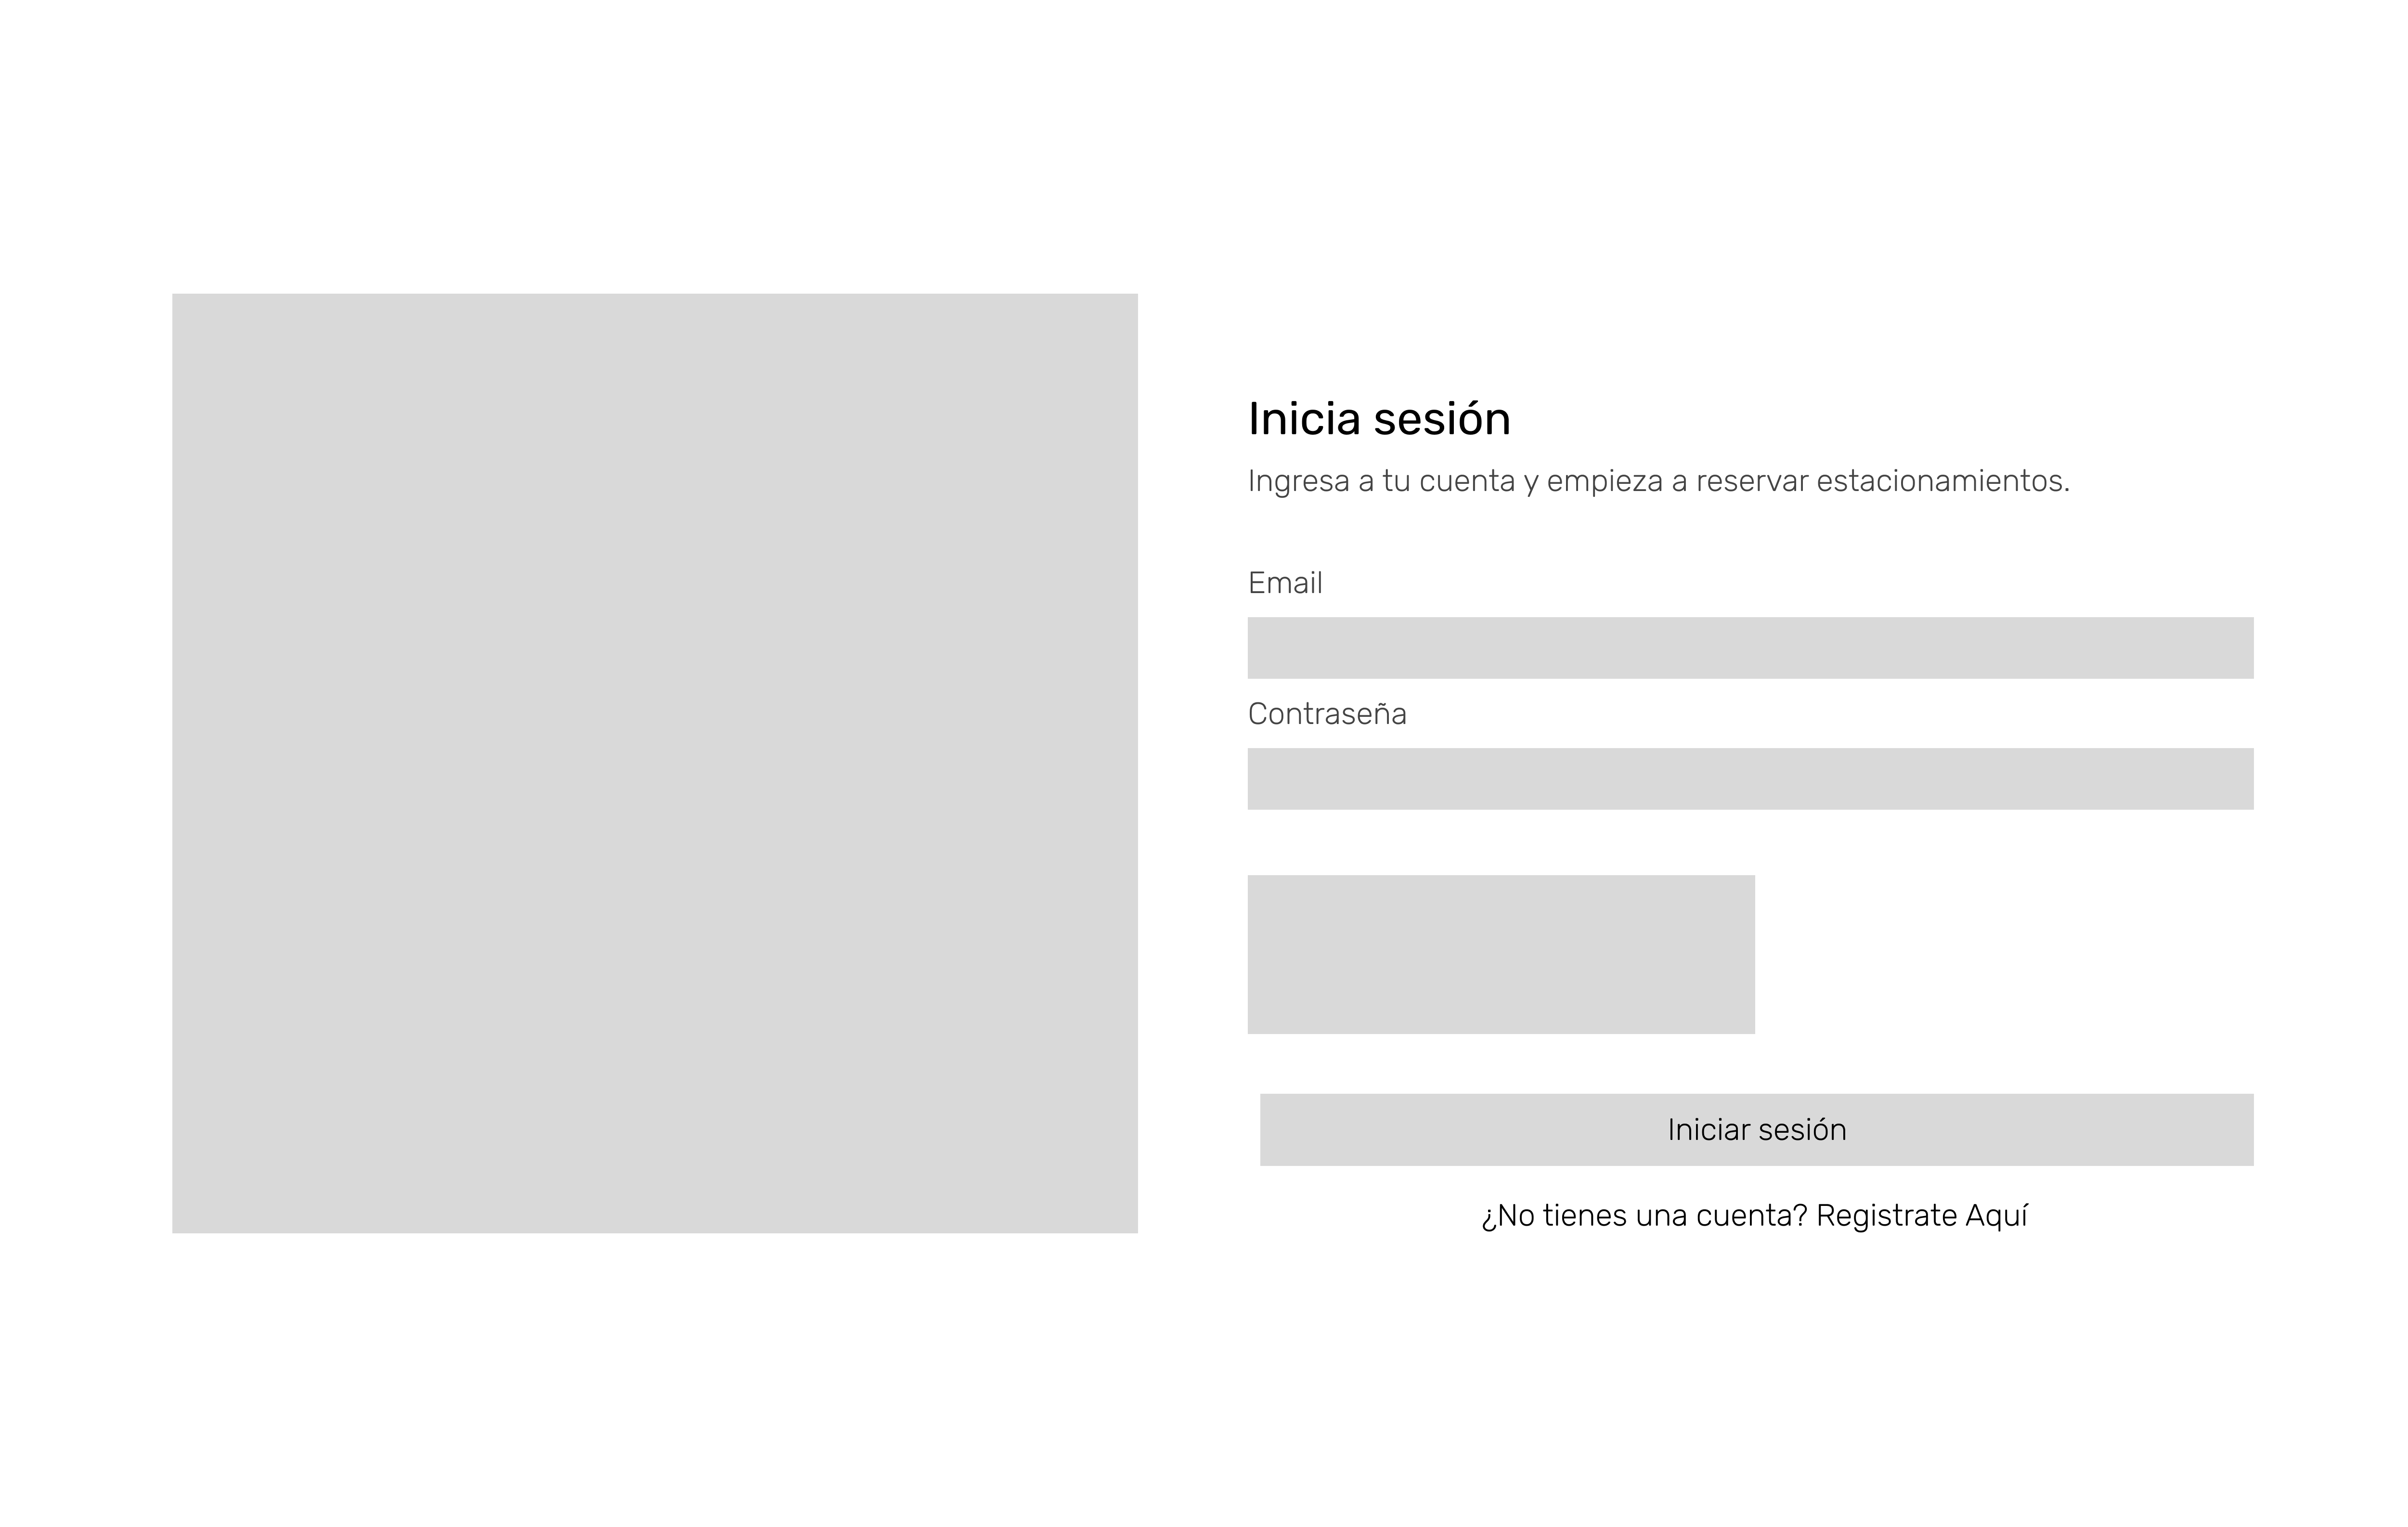 Inicia sesión
Ingresa a tu cuenta y empieza a reservar estacionamientos.
Email
Contraseña
Iniciar sesión
¿No tienes una cuenta? Registrate Aquí